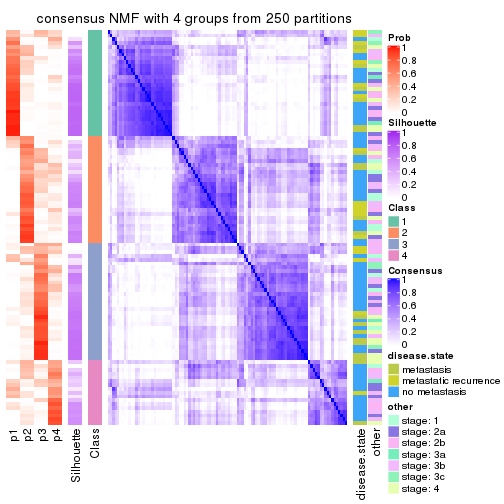 consensus NMF with 4 groups from 250 partitions
Prob
1
0.8
0.6
0.4
0.2
0
Silhouette
1
0.8
0.6
0.4
0.2
0
Class
1
2
3
4
Consensus
1
0.8
0.6
0.4
0.2
0
disease.state
metastasis
metastatic recurrence
no metastasis
other
stage: 1
stage: 2a
stage: 2b
stage: 3a
stage: 3b
stage: 3c
stage: 4
p1
p2
p3
p4
Silhouette
Class
disease.state
other